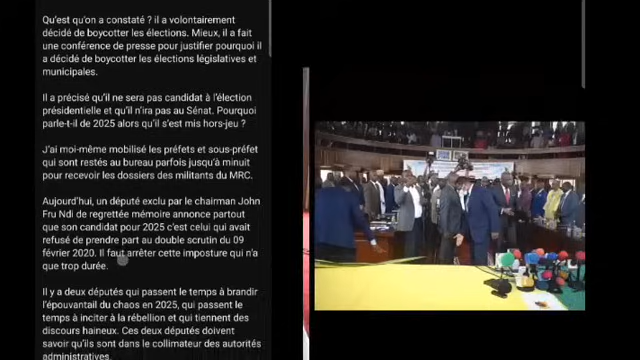 Qu'est qu'on a constaté ? il a volontairement
décidé de boycotter les élections. Mieux, il a fait
une conférence de presse pour justifier pourquoi il
a décidé de boycotter les élections législatives et
municipales.
Il a précisé qu'il ne sera pas candidat à l'élection
présidentielle et qu'il n'ira pas au Sénat. Pourquoi
parle-t-il de 2025 alors qu'il s'est mis hors-jeu ?
J'ai moi-même mobilisé les préfets et sous-préfet
qui sont restés au bureau parfois jusqu'à minuit
pour recevoir les dossiers des militants du MRC.
Aujourd'hui, un député exclu par le chairman John
Fru Ndi de regrettée mémoire annonce partout
que son candidat pour 2025 c'est celui qui avait
refusé de prendre part au double scrutin du 09
février 2020. Il faut arrêter cette imposture qui n'a
que trop durée.
Il y a deux députés qui passent le temps à brandir
l'épouvantail du chaos en 2025, qui passent le
temps à inciter à la rébellion et qui tiennent des
discours haineux. Ces deux députés doivent
savoir qu'ils sont dans le collimateur des autorités
administratives.